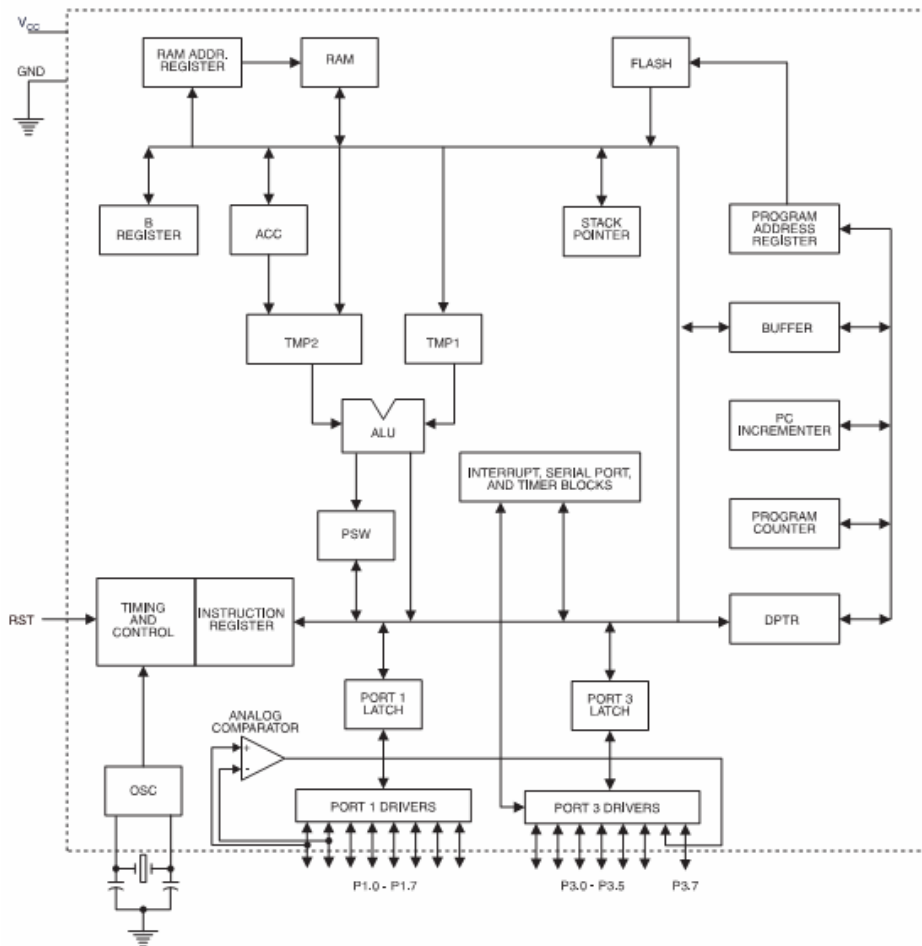 VCC
GND
RAM ADDR.
REGISTER
RAM
FLASH
B
REGISTER
ACC
STACK
POINTER
PROGRAM
ADDRESS
REGISTER
TMP2
TMP1
BUFFER
ALU
PC
INCREMENTER
INTERRUPT, SERIAL PORT,
AND TIMER BLOCKS
PSW
PROGRAM
COUNTER
RST
TIMING
AND
CONTROL
INSTRUCTION
REGISTER
DPTR
PORT 1
LATCH
PORT 3
LATCH
ANALOG
COMPARATOR
+
-
OSC
PORT 1 DRIVERS
PORT 3 DRIVERS
P1.0 - P1.7
P3.0 - P3.5
P3.7